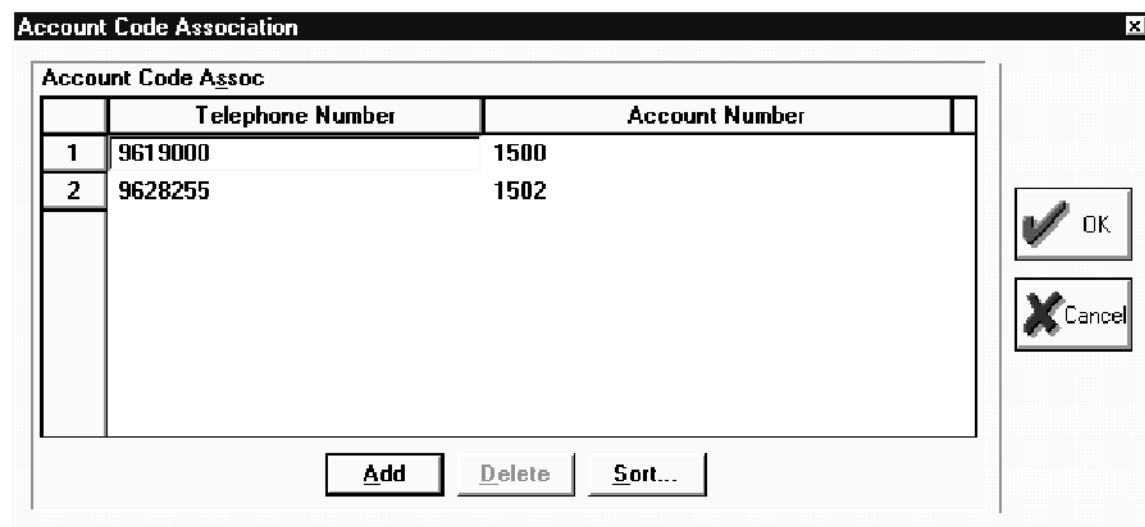 Account Code Association
Account Code Assoc
Telephone Number Account Number
1 9619000 1500
2 9628255 1502
OK
Cancel
Add Delete Sort...